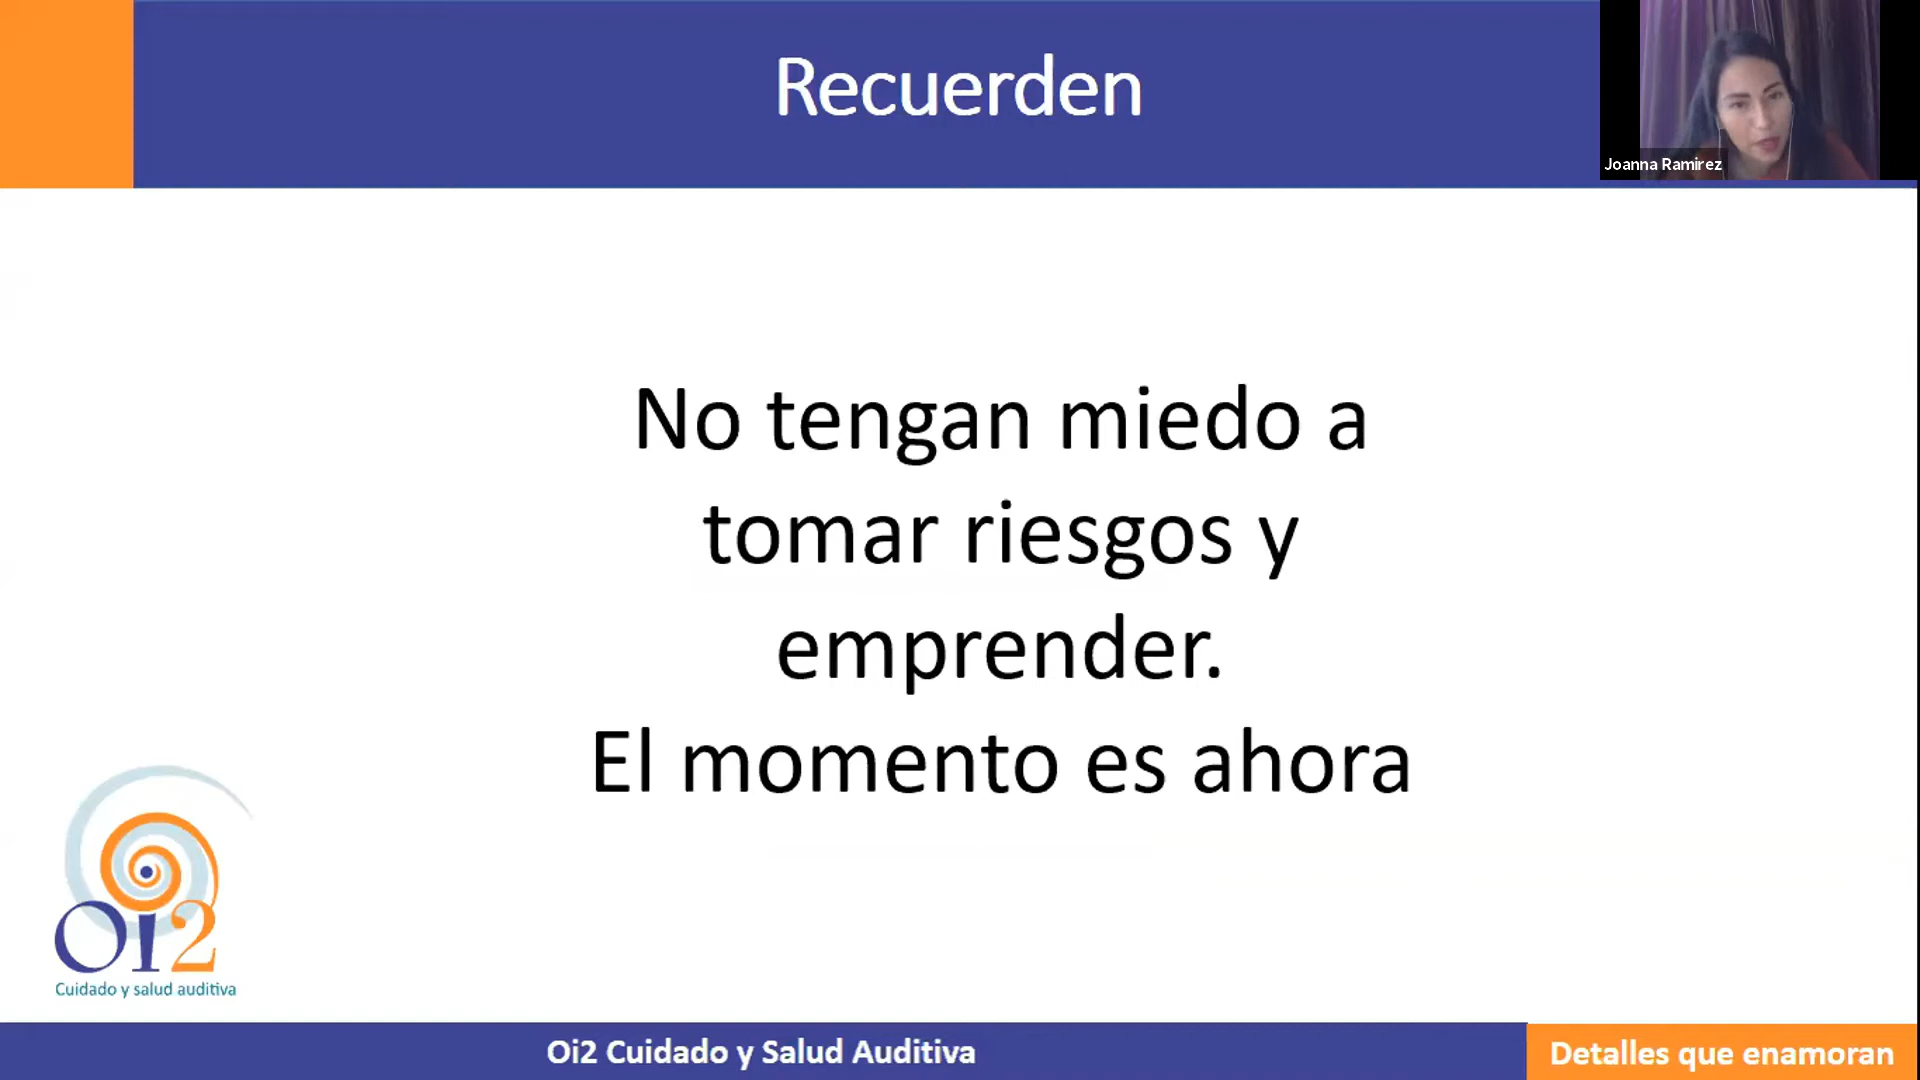 Recuerden
Joanna Ramirez
No tengan miedo a
tomar riesgos y
emprender.
El momento es ahora
Oi2
Cuidado y salud auditiva
Oi2 Cuidado y Salud Auditiva
Detalles que enamoran